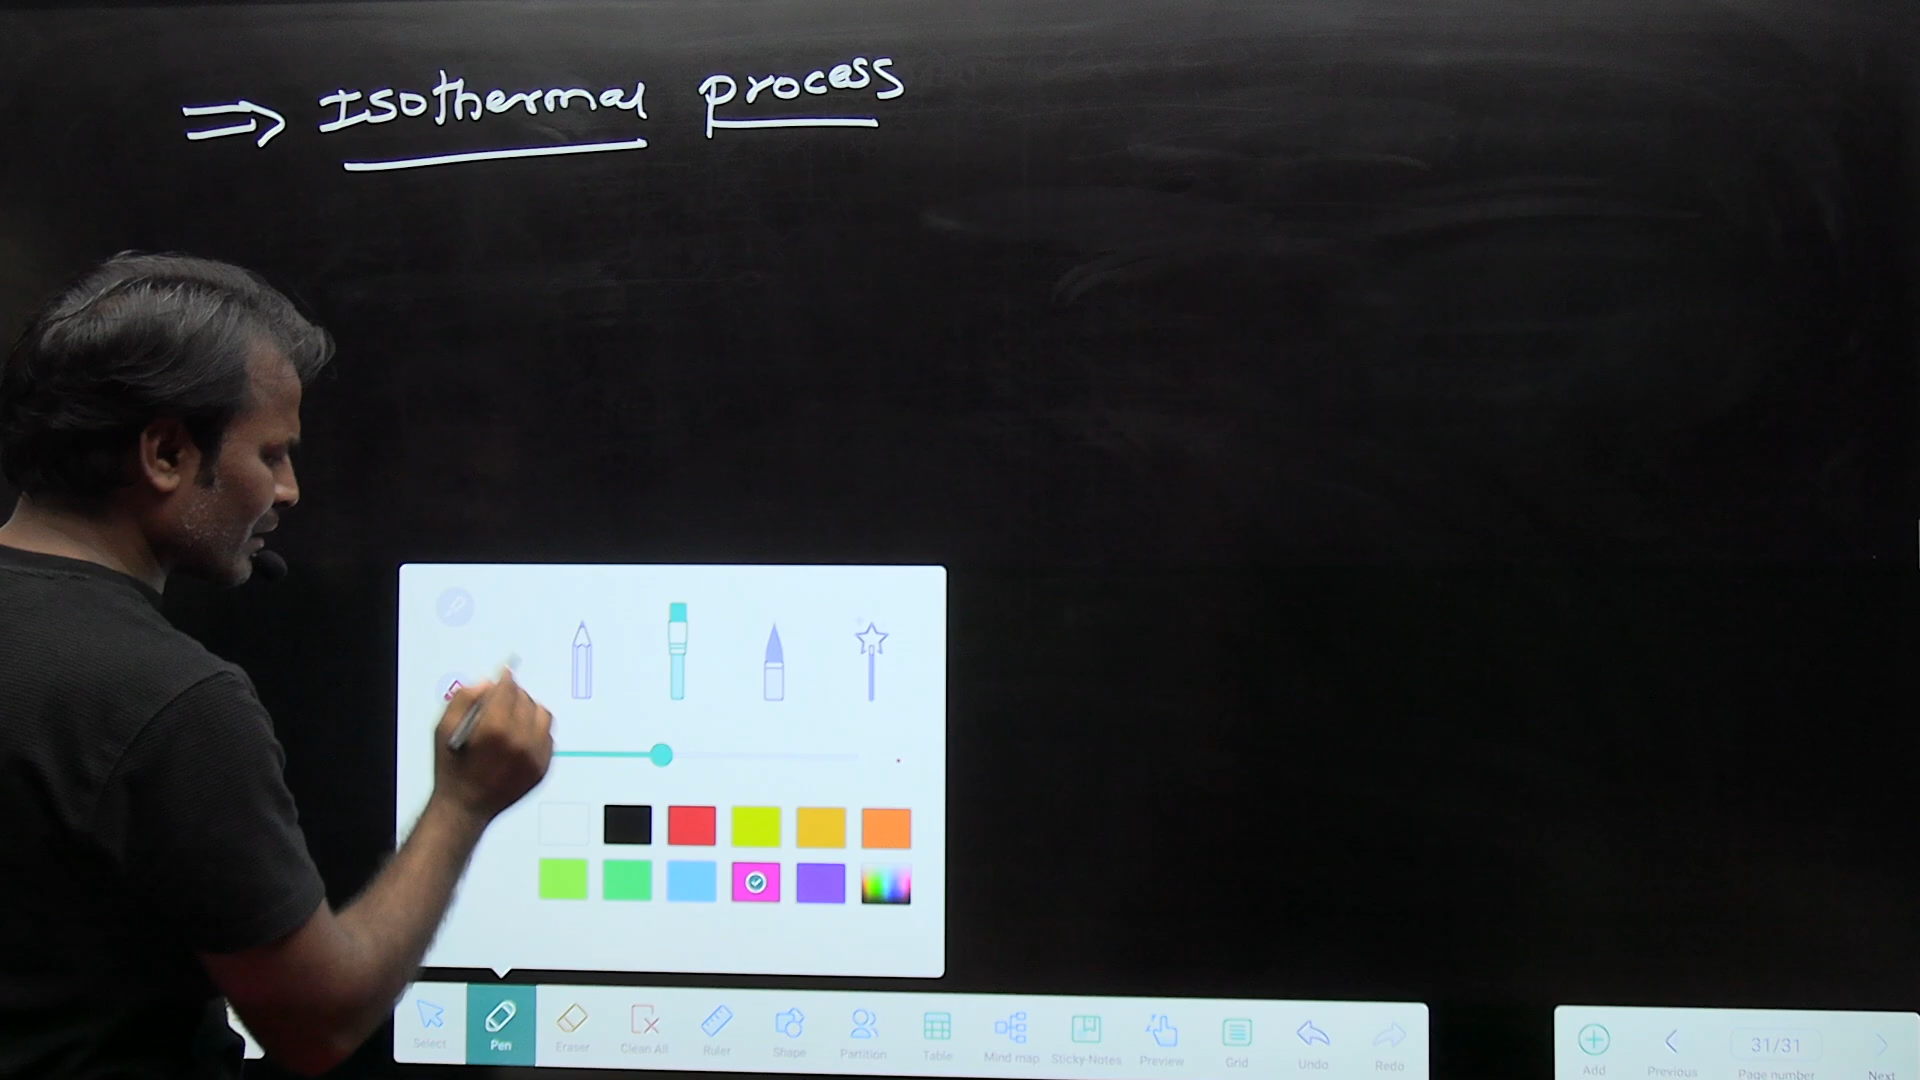 ⇒ Isothermal process
Select Pen Eraser Clean All Ruler Shape Partition Table Mind map Sticky Notes Preview Grid Undo Redo
Add Previous 31/31 Page number Next